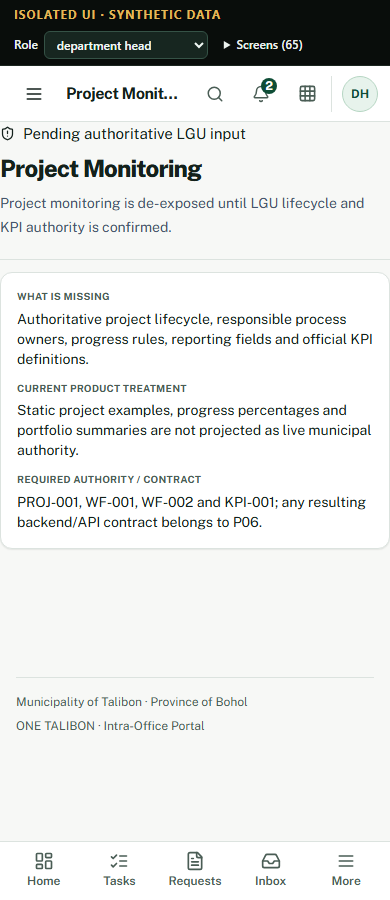 ISOLATED UI · SYNTHETIC DATA
Role department head ▶ Screens (65)
Project Monit... 2 DH
Pending authoritative LGU input
Project Monitoring
Project monitoring is de-exposed until LGU lifecycle and
KPI authority is confirmed.
WHAT IS MISSING
Authoritative project lifecycle, responsible process
owners, progress rules, reporting fields and official KPI
definitions.
CURRENT PRODUCT TREATMENT
Static project examples, progress percentages and
portfolio summaries are not projected as live municipal
authority.
REQUIRED AUTHORITY / CONTRACT
PROJ-001, WF-001, WF-002 and KPI-001; any resulting
backend/API contract belongs to P06.
Municipality of Talibon · Province of Bohol
ONE TALIBON · Intra-Office Portal
Home Tasks Requests Inbox More